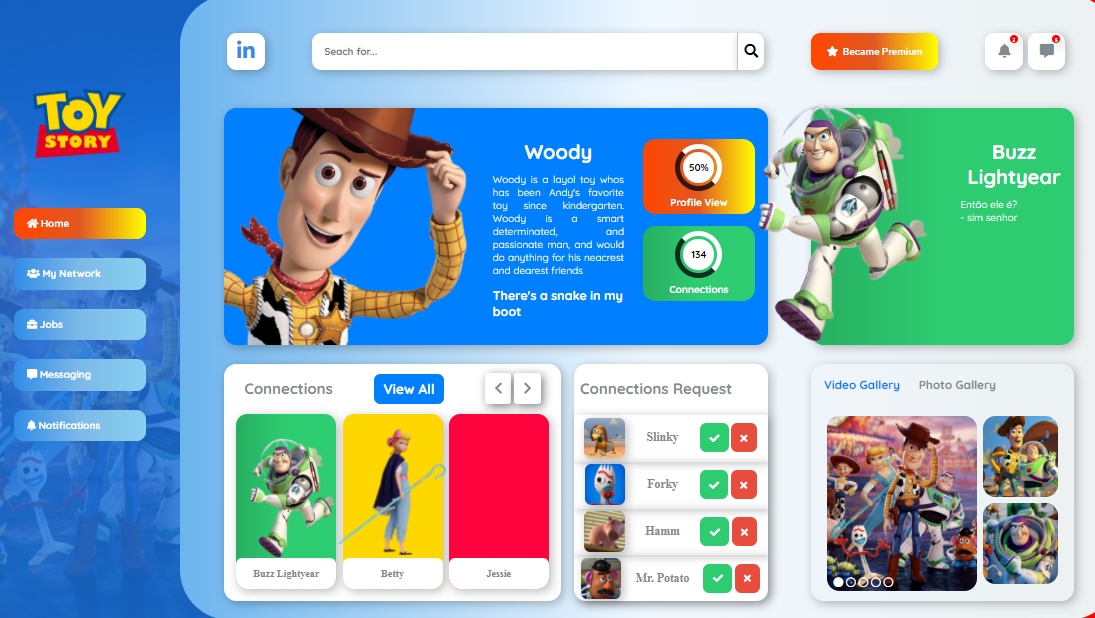 TOY
STORY
Home
My Network
Jobs
Messaging
Notifications
in
Seach for...
Became Premium
Woody
Woody is a layol toy whos
has been Andy's favorite
toy since kindergarten.
Woody is a smart
determined, and
passionate man, and would
do anything for his neacrest
and dearest friends
There's a snake in my
boot
50%
Profile View
134
Connections
Buzz
Lightyear
Então ele é?
- sim senhor
Connections
View All
Buzz Lightyear
Betty
Jessie
Connections Request
Slinky
Forky
Hamm
Mr. Potato
Video Gallery
Photo Gallery